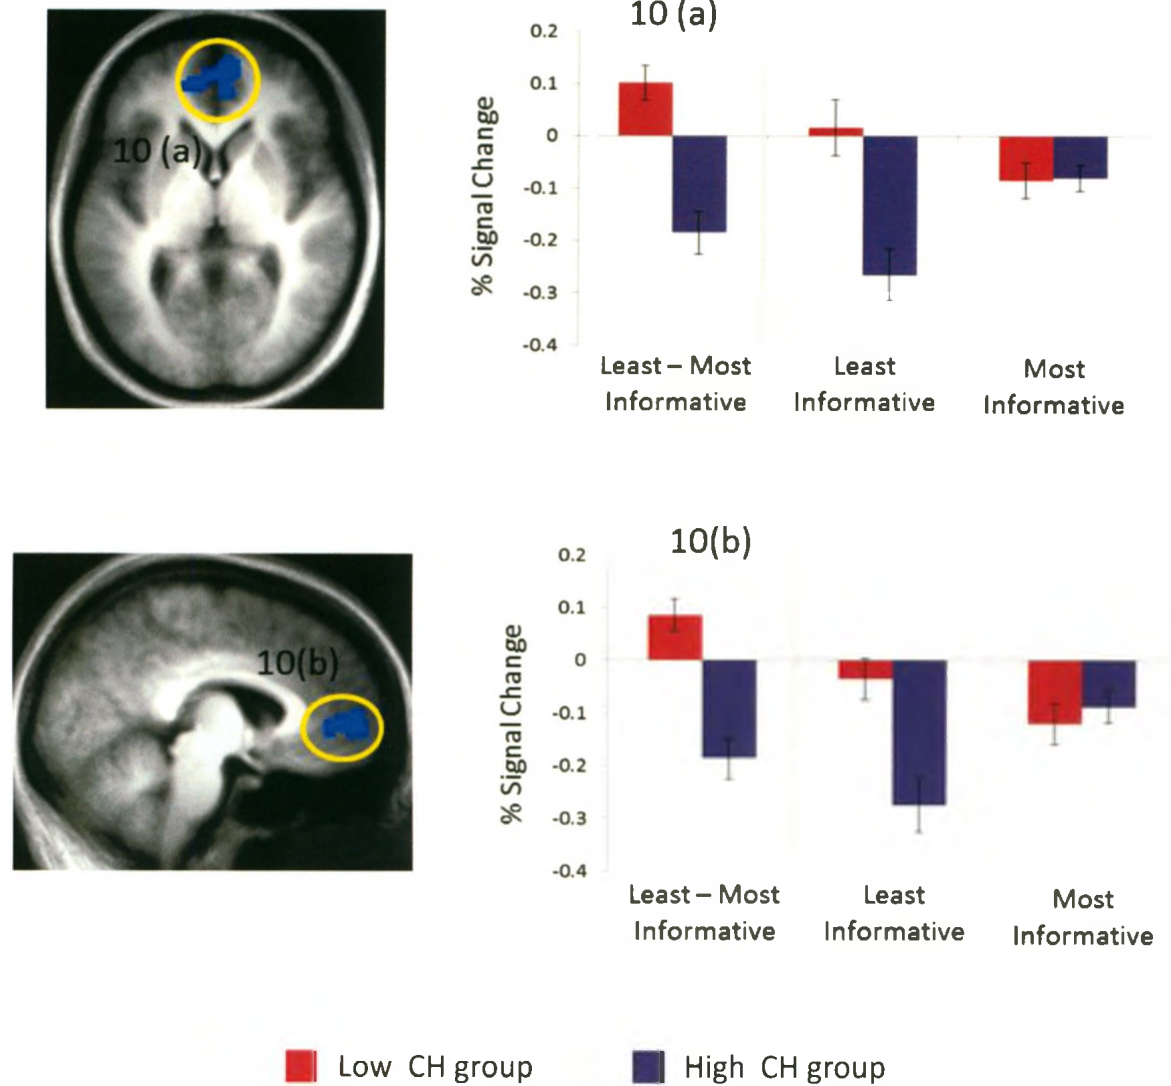 10 (a)
10 (a)
% Signal Change
0.2
0.1
0
-0.1
-0.2
-0.3
-0.4
Least – Most
Informative
Least
Informative
Most
Informative
10(b)
10(b)
% Signal Change
0.2
0.1
0
-0.1
-0.2
-0.3
-0.4
Least – Most
Informative
Least
Informative
Most
Informative
Low CH group
High CH group